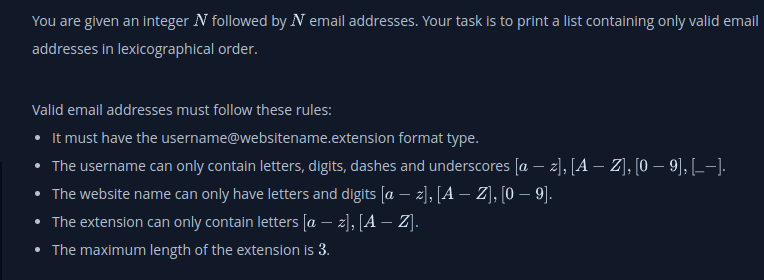 You are given an integer N followed by N email addresses. Your task is to print a list containing only valid email
addresses in lexicographical order.
Valid email addresses must follow these rules:
• It must have the username@websitename.extension format type.
• The username can only contain letters, digits, dashes and underscores [a − z], [A − Z], [0 − 9], [_−].
• The website name can only have letters and digits [a − z], [A − Z], [0 − 9].
• The extension can only contain letters [a − z], [A − Z].
• The maximum length of the extension is 3.